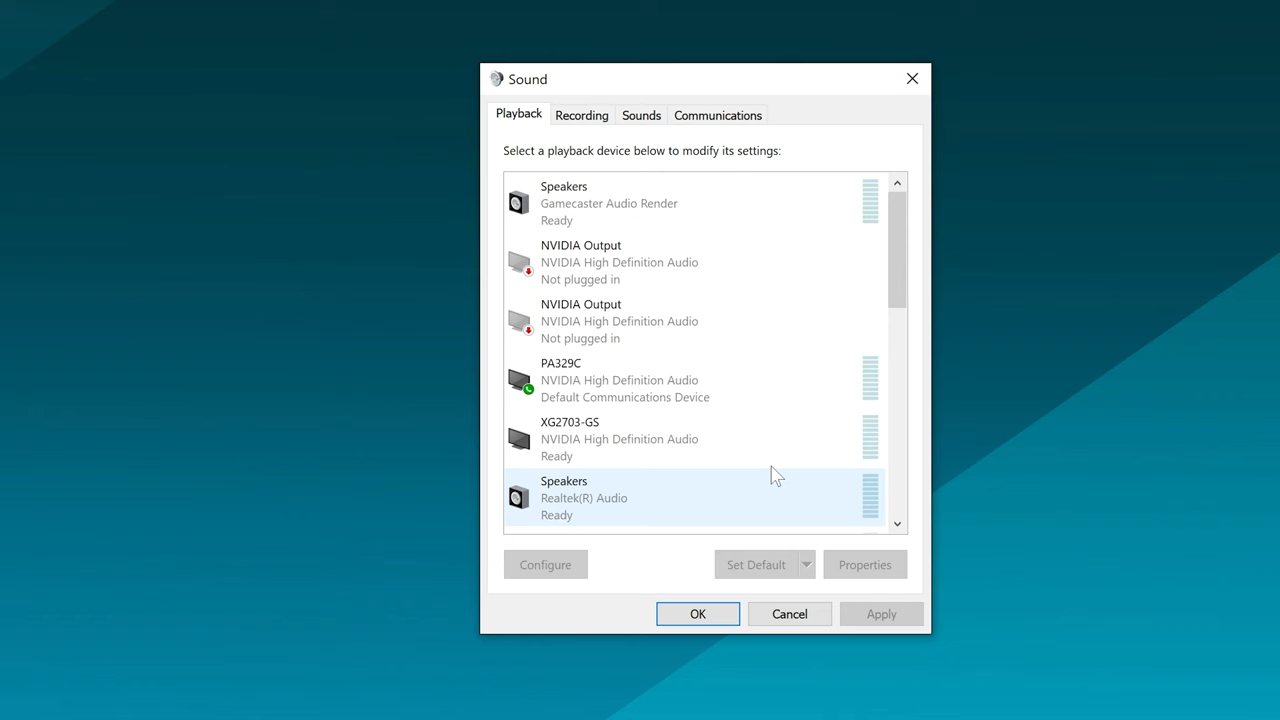 Sound
Playback
Recording
Sounds
Communications
Select a playback device below to modify its settings:
Speakers
Gamecaster Audio Render
Ready
NVIDIA Output
NVIDIA High Definition Audio
Not plugged in
NVIDIA Output
NVIDIA High Definition Audio
Not plugged in
PA329C
NVIDIA High Definition Audio
Default Communications Device
XG2703-GS
NVIDIA High Definition Audio
Ready
Speakers
Realtek(R) Audio
Ready
Configure
Set Default
Properties
OK
Cancel
Apply